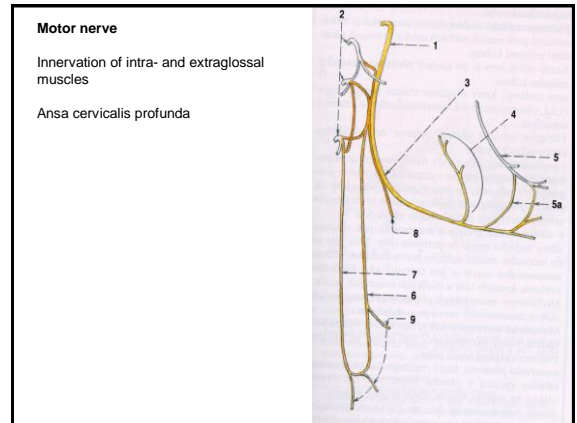 Motor nerve
Innervation of intra- and extraglossal
muscles
Ansa cervicalis profunda
2
1
3
4
5
5a
8
7
6
9